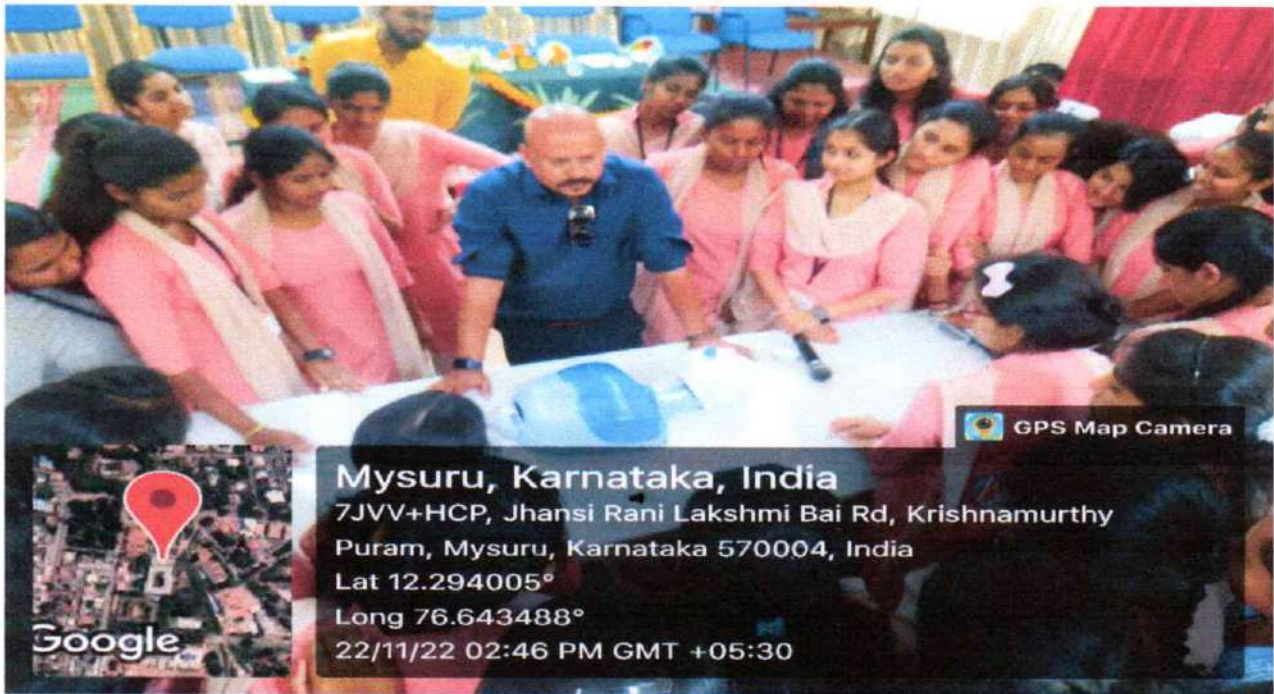 GPS Map Camera
Mysuru, Karnataka, India
7JVV+HCP, Jhansi Rani Lakshmi Bai Rd, Krishnamurthy
Puram, Mysuru, Karnataka 570004, India
Lat 12.294005°
Long 76.643488°
22/11/22 02:46 PM GMT +05:30
Google